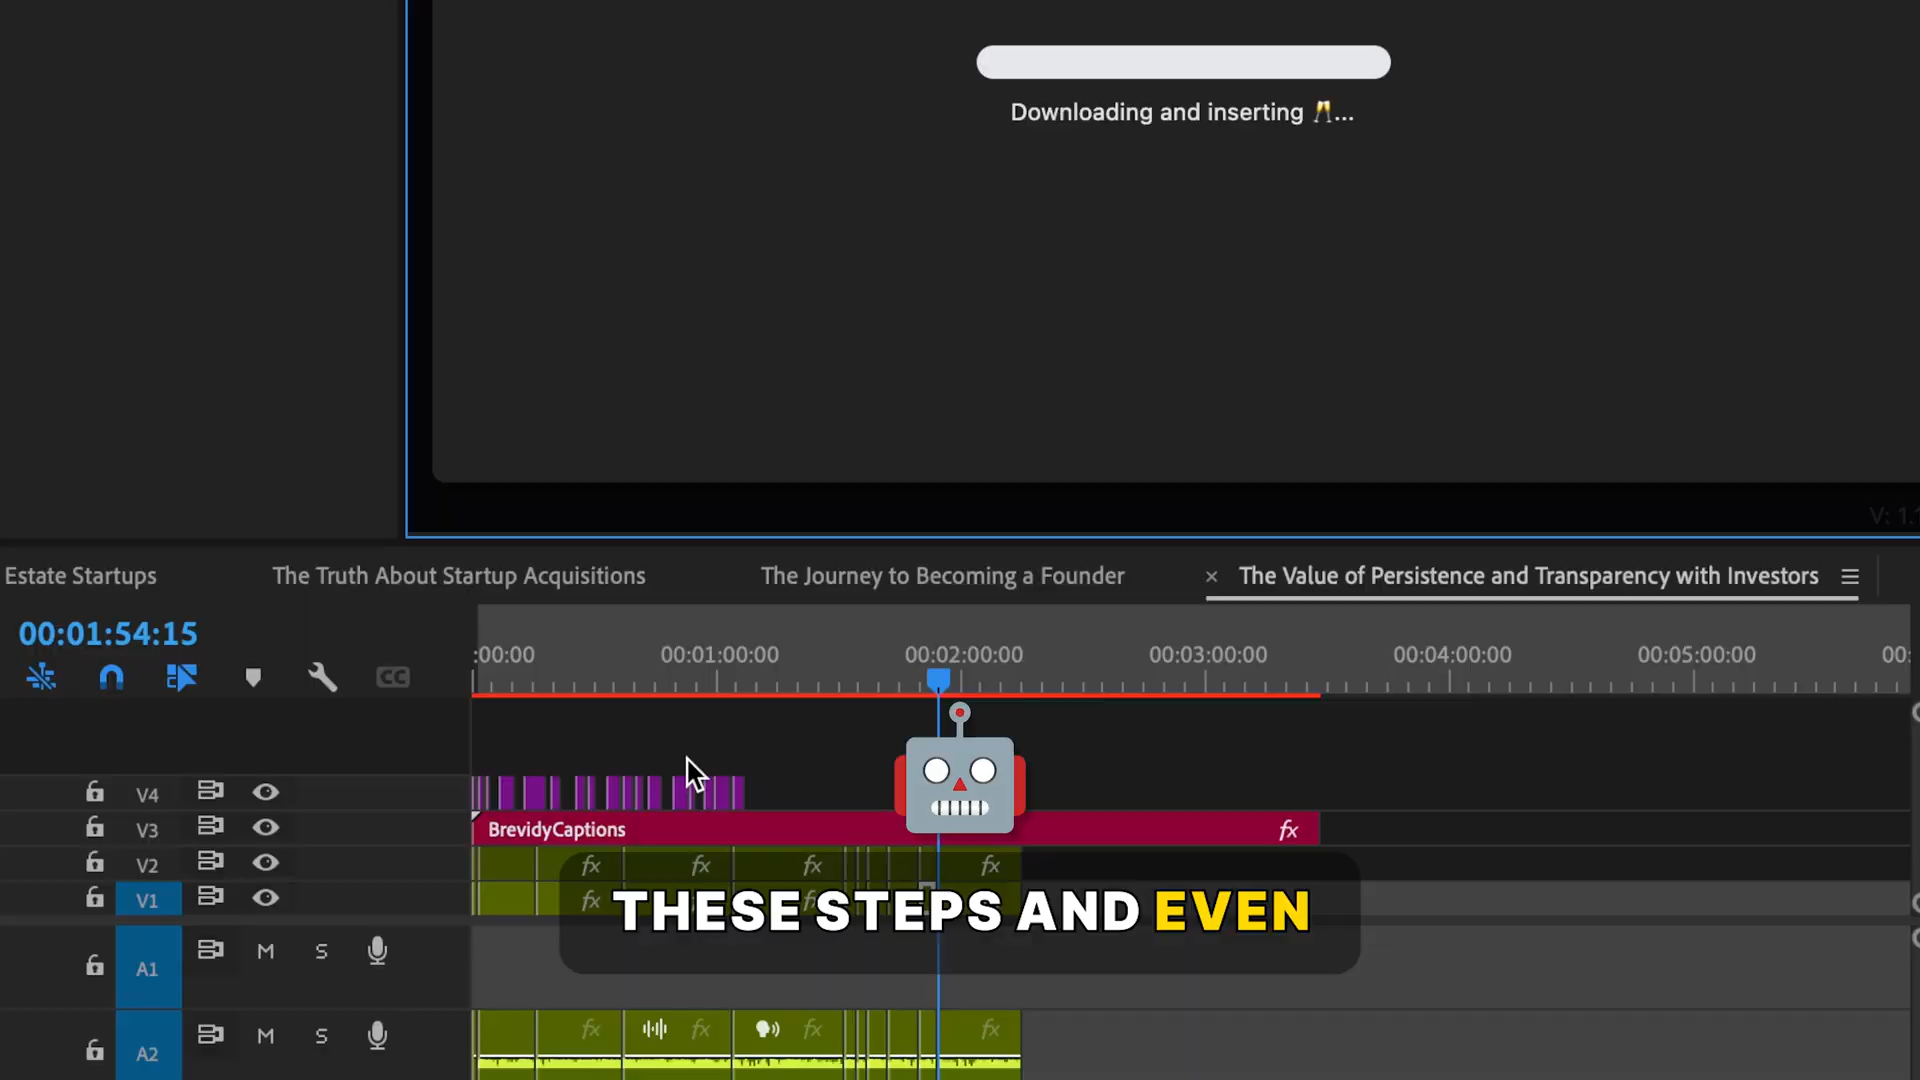 Downloading and inserting 🥂...
V: 1.1
Estate Startups
The Truth About Startup Acquisitions
The Journey to Becoming a Founder
× The Value of Persistence and Transparency with Investors
00:01:54:15
:00:00
00:01:00:00
00:02:00:00
00:03:00:00
00:04:00:00
00:05:00:00
00:
CC
V4
V3
BrevidyCaptions
fx
V2
fx
fx
fx
fx
V1
fx
THESE STEPS AND EVEN
A1
M
S
A2
M
S
fx
fx
fx
fx